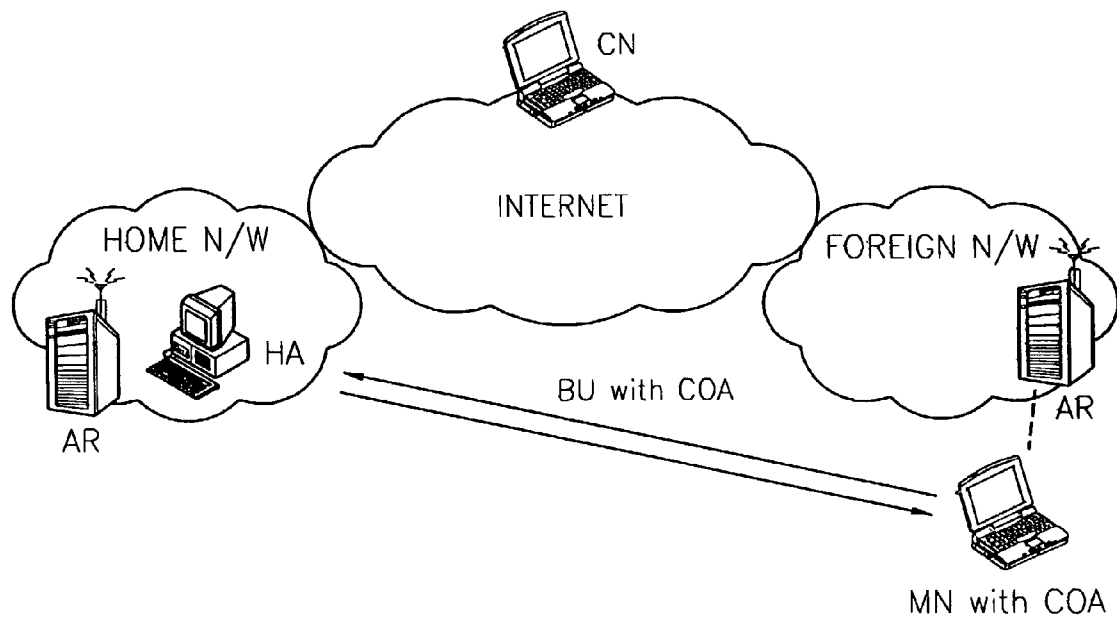 CN
INTERNET
HOME N/W
FOREIGN N/W
HA
BU with COA
AR
AR
MN with COA